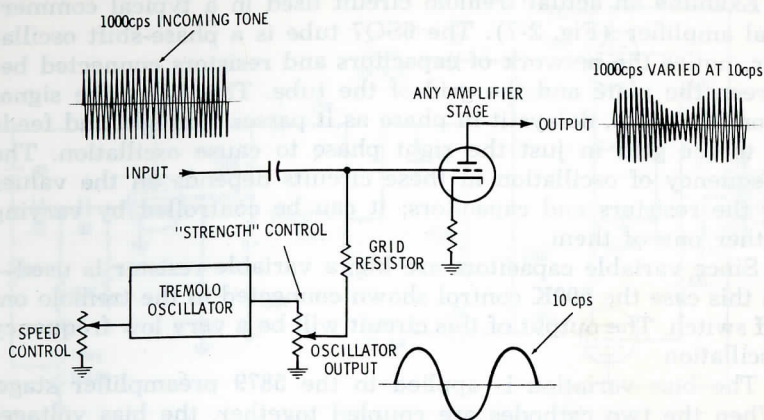 1000cps INCOMING TONE
1000cps VARIED AT 10cps
ANY AMPLIFIER
STAGE
OUTPUT
INPUT
"STRENGTH" CONTROL
GRID
RESISTOR
TREMOLO
OSCILLATOR
SPEED
CONTROL
OSCILLATOR
OUTPUT
10 cps